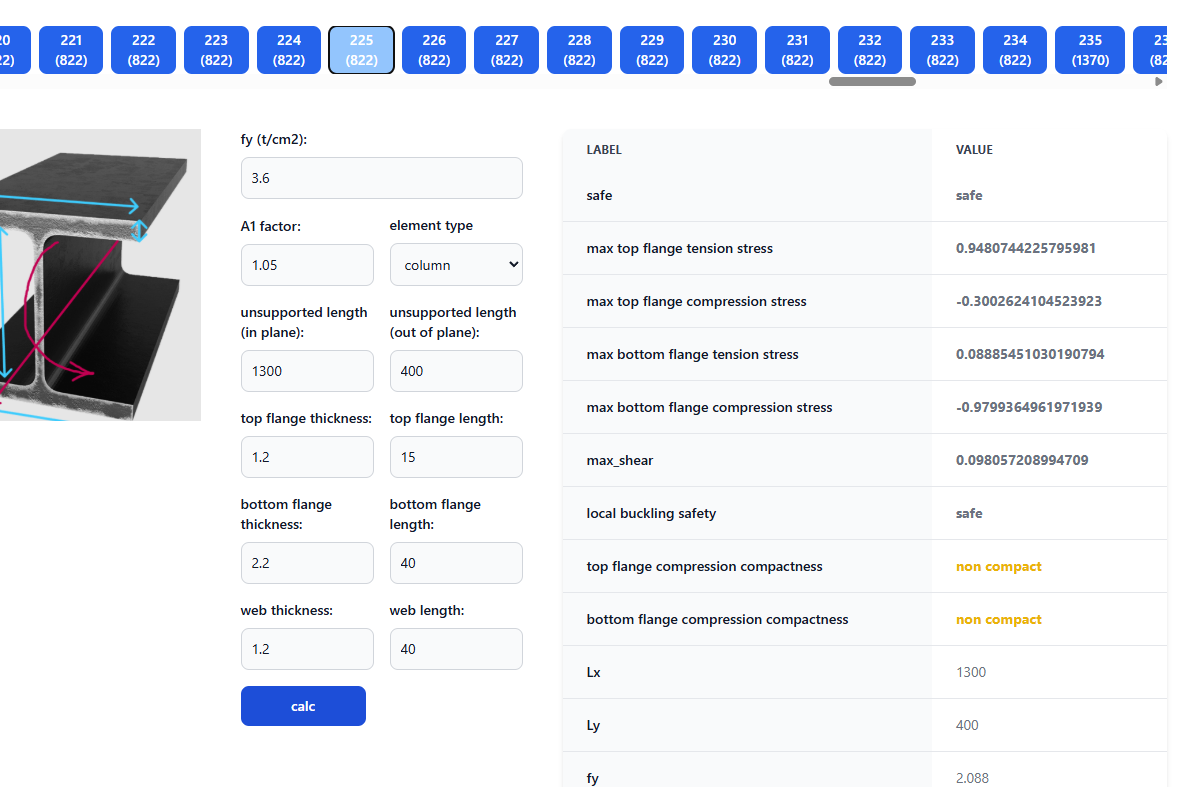 20 221 222 223 224 225 226 227 228 229 230 231 232 233 234 235 23
22) (822) (822) (822) (822) (822) (822) (822) (822) (822) (822) (822) (822) (822) (822) (1370) (82
fy (t/cm2):
3.6
A1 factor: element type
1.05 column
unsupported length (in plane): unsupported length (out of plane):
1300 400
top flange thickness: top flange length:
1.2 15
bottom flange thickness: bottom flange length:
2.2 40
web thickness: web length:
1.2 40
calc
LABEL VALUE
safe safe
max top flange tension stress 0.9480744225795981
max top flange compression stress -0.3002624104523923
max bottom flange tension stress 0.08885451030190794
max bottom flange compression stress -0.9799364961971939
max_shear 0.098057208994709
local buckling safety safe
top flange compression compactness non compact
bottom flange compression compactness non compact
Lx 1300
Ly 400
fy 2.088